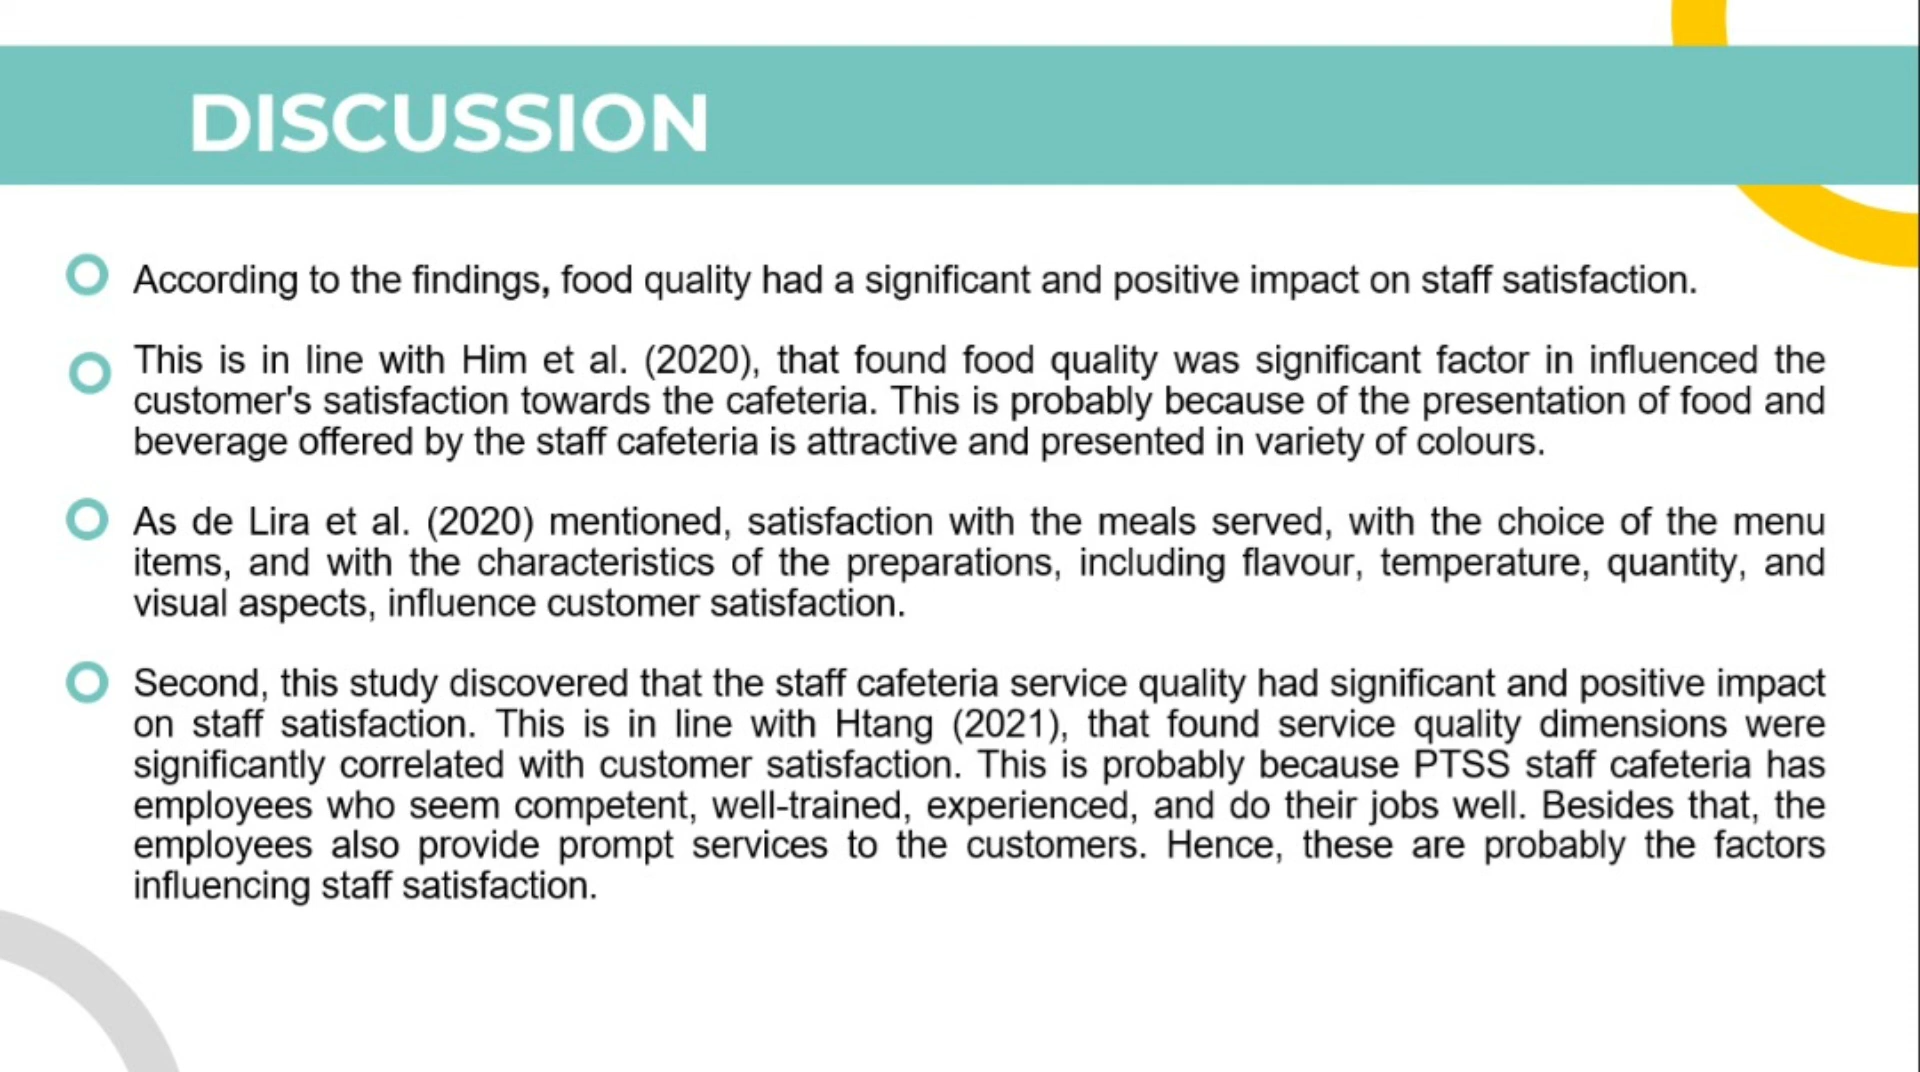 DISCUSSION
According to the findings, food quality had a significant and positive impact on staff satisfaction.
This is in line with Him et al. (2020), that found food quality was significant factor in influenced the
customer's satisfaction towards the cafeteria. This is probably because of the presentation of food and
beverage offered by the staff cafeteria is attractive and presented in variety of colours.
As de Lira et al. (2020) mentioned, satisfaction with the meals served, with the choice of the menu
items, and with the characteristics of the preparations, including flavour, temperature, quantity, and
visual aspects, influence customer satisfaction.
Second, this study discovered that the staff cafeteria service quality had significant and positive impact
on staff satisfaction. This is in line with Htang (2021), that found service quality dimensions were
significantly correlated with customer satisfaction. This is probably because PTSS staff cafeteria has
employees who seem competent, well-trained, experienced, and do their jobs well. Besides that, the
employees also provide prompt services to the customers. Hence, these are probably the factors
influencing staff satisfaction.